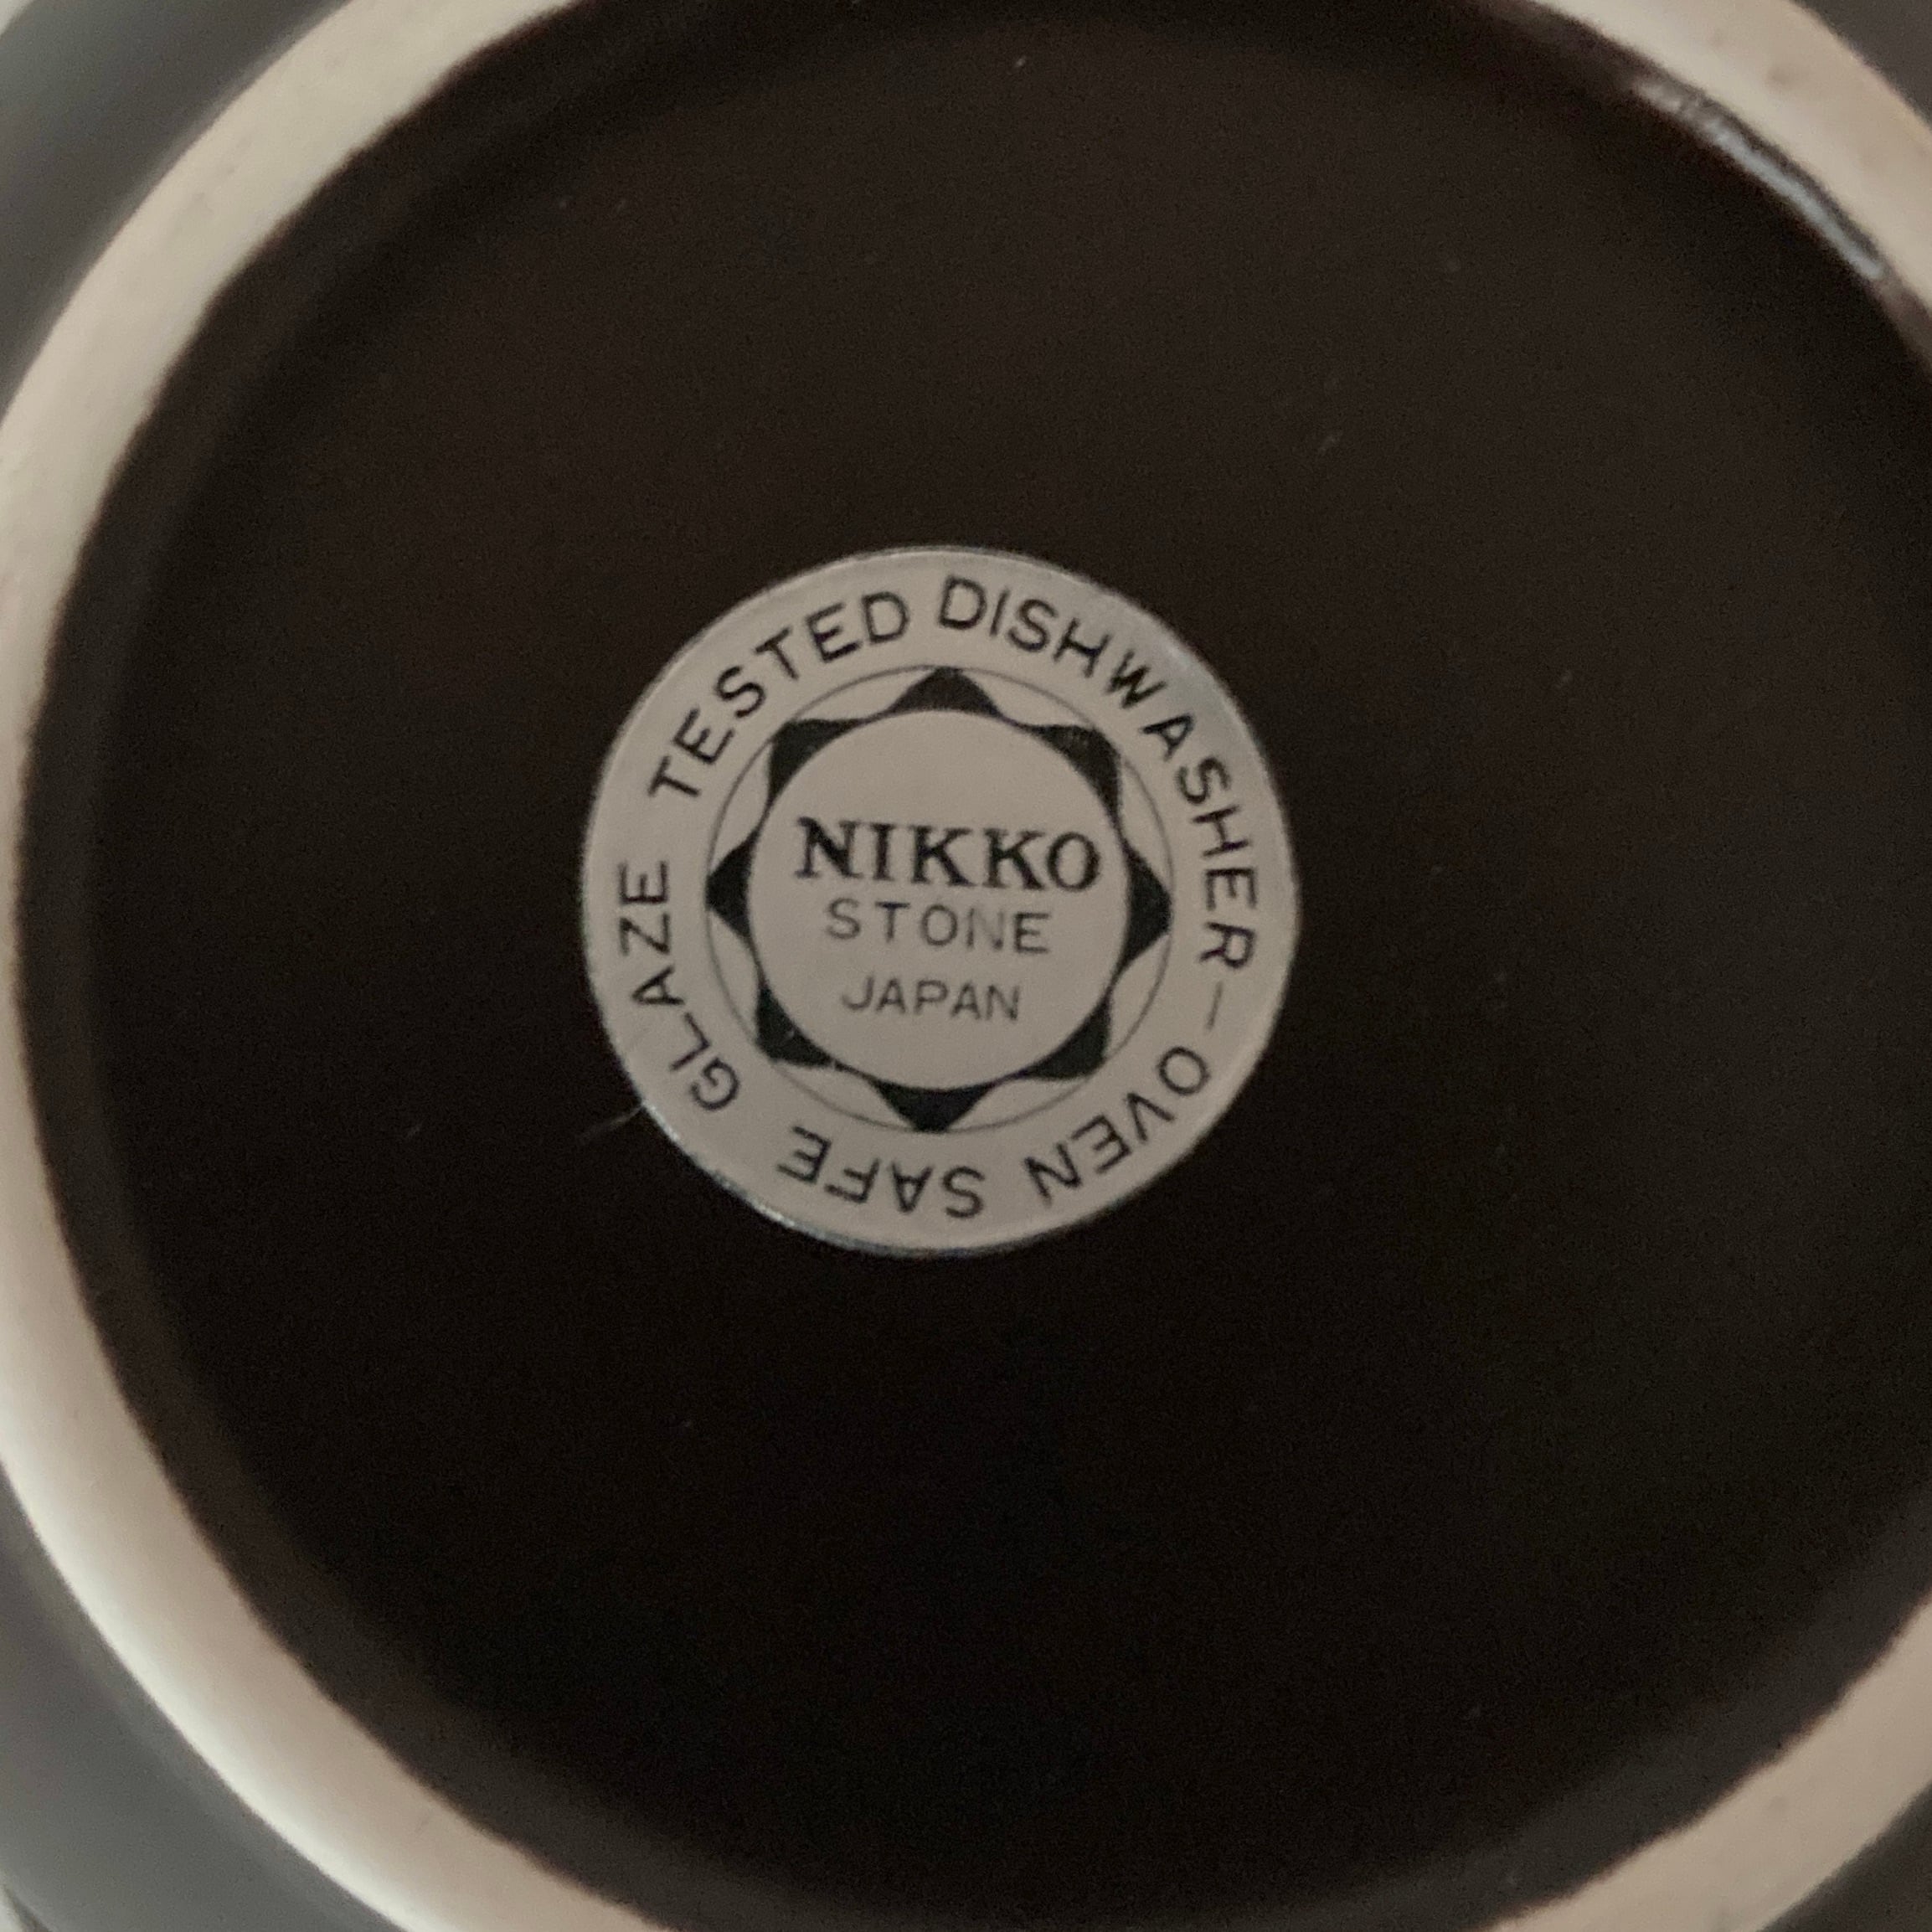 NIKKO
STONE
JAPAN
GLAZE TESTED DISHWASHER - OVEN SAFE